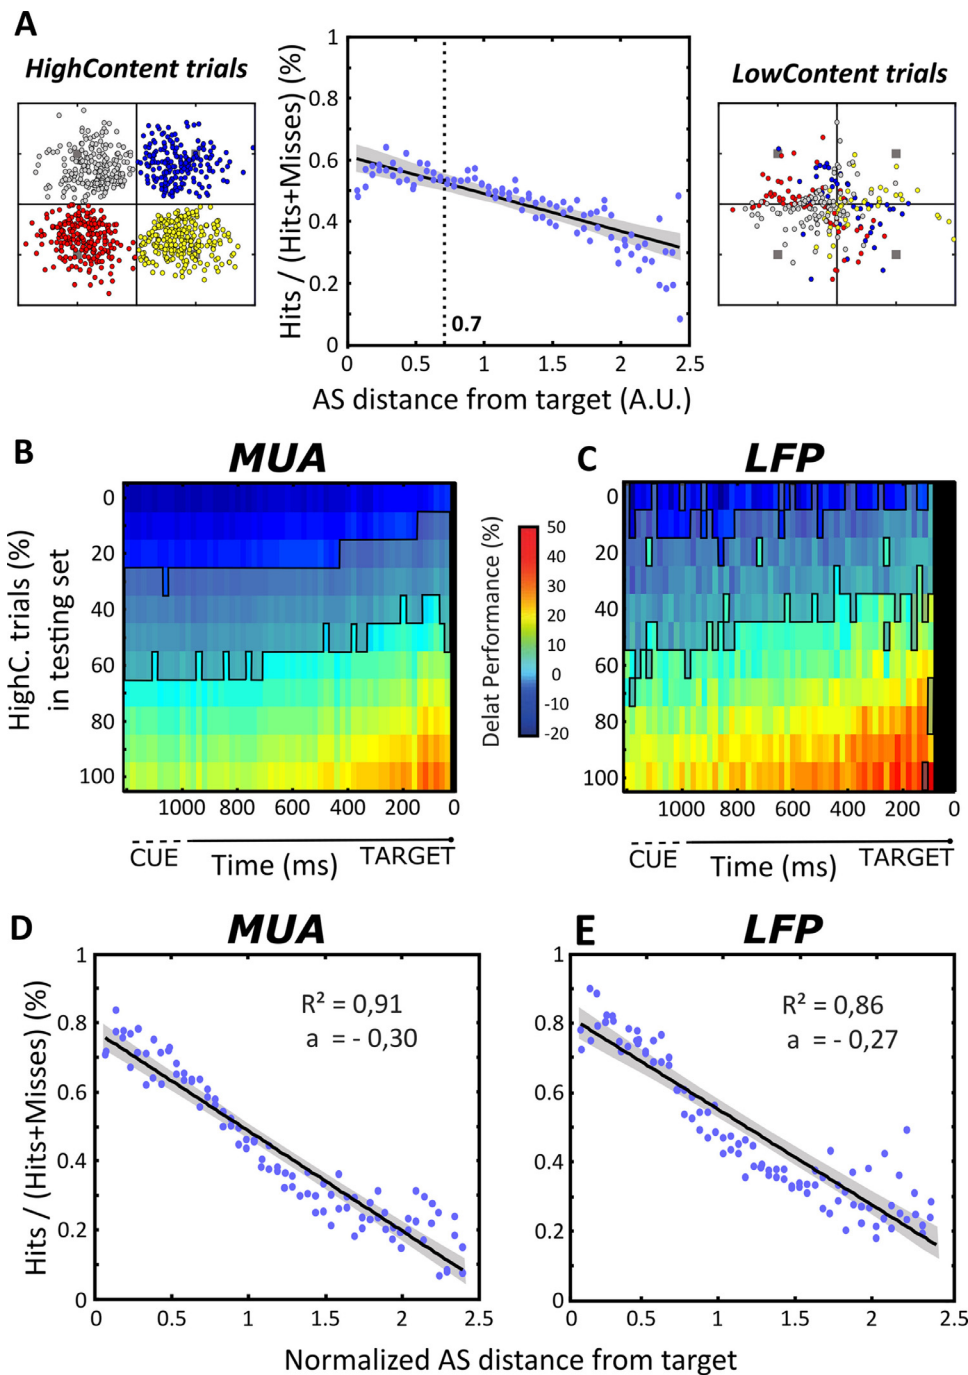 A
HighContent trials
LowContent trials
Hits / (Hits+Misses) (%)
1
0.8
0.6
0.4
0.2
0
0.7
0 0.5 1 1.5 2 2.5
AS distance from target (A.U.)
B
MUA
HighC. trials (%)
in testing set
0
20
40
60
80
100
1000 800 600 400 200 0
CUE
Time (ms)
TARGET
Delat Performance (%)
50
40
30
20
10
0
-10
-20
C
LFP
0
20
40
60
80
100
1000 800 600 400 200 0
CUE
Time (ms)
TARGET
D
MUA
Hits / (Hits+Misses) (%)
1
0.8
0.6
0.4
0.2
0
R² = 0,91
a = - 0,30
0 0.5 1 1.5 2 2.5
E
LFP
1
0.8
0.6
0.4
0.2
0
R² = 0,86
a = - 0,27
0 0.5 1 1.5 2 2.5
Normalized AS distance from target